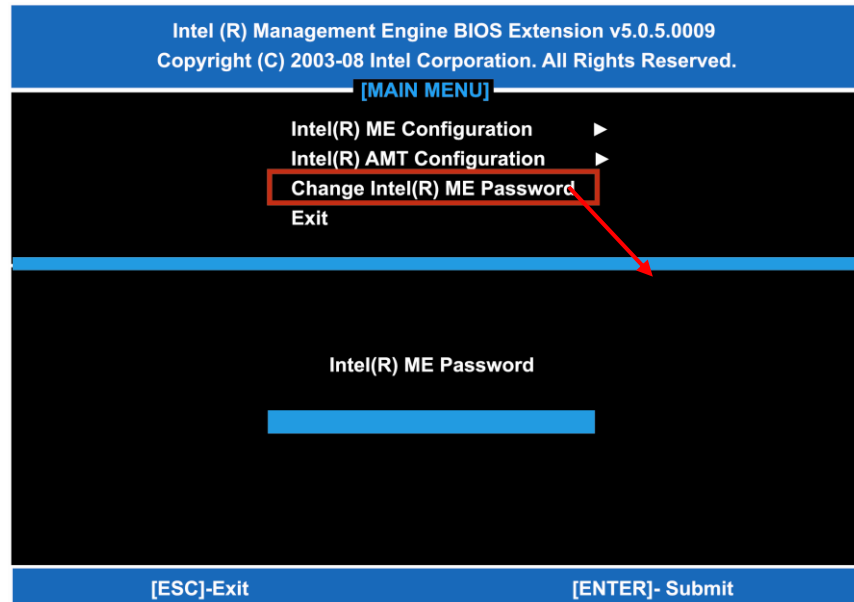 Intel (R) Management Engine BIOS Extension v5.0.5.0009
Copyright (C) 2003-08 Intel Corporation. All Rights Reserved.
[MAIN MENU]
Intel(R) ME Configuration ►
Intel(R) AMT Configuration ►
Change Intel(R) ME Password
Exit
Intel(R) ME Password
[ESC]-Exit [ENTER]- Submit